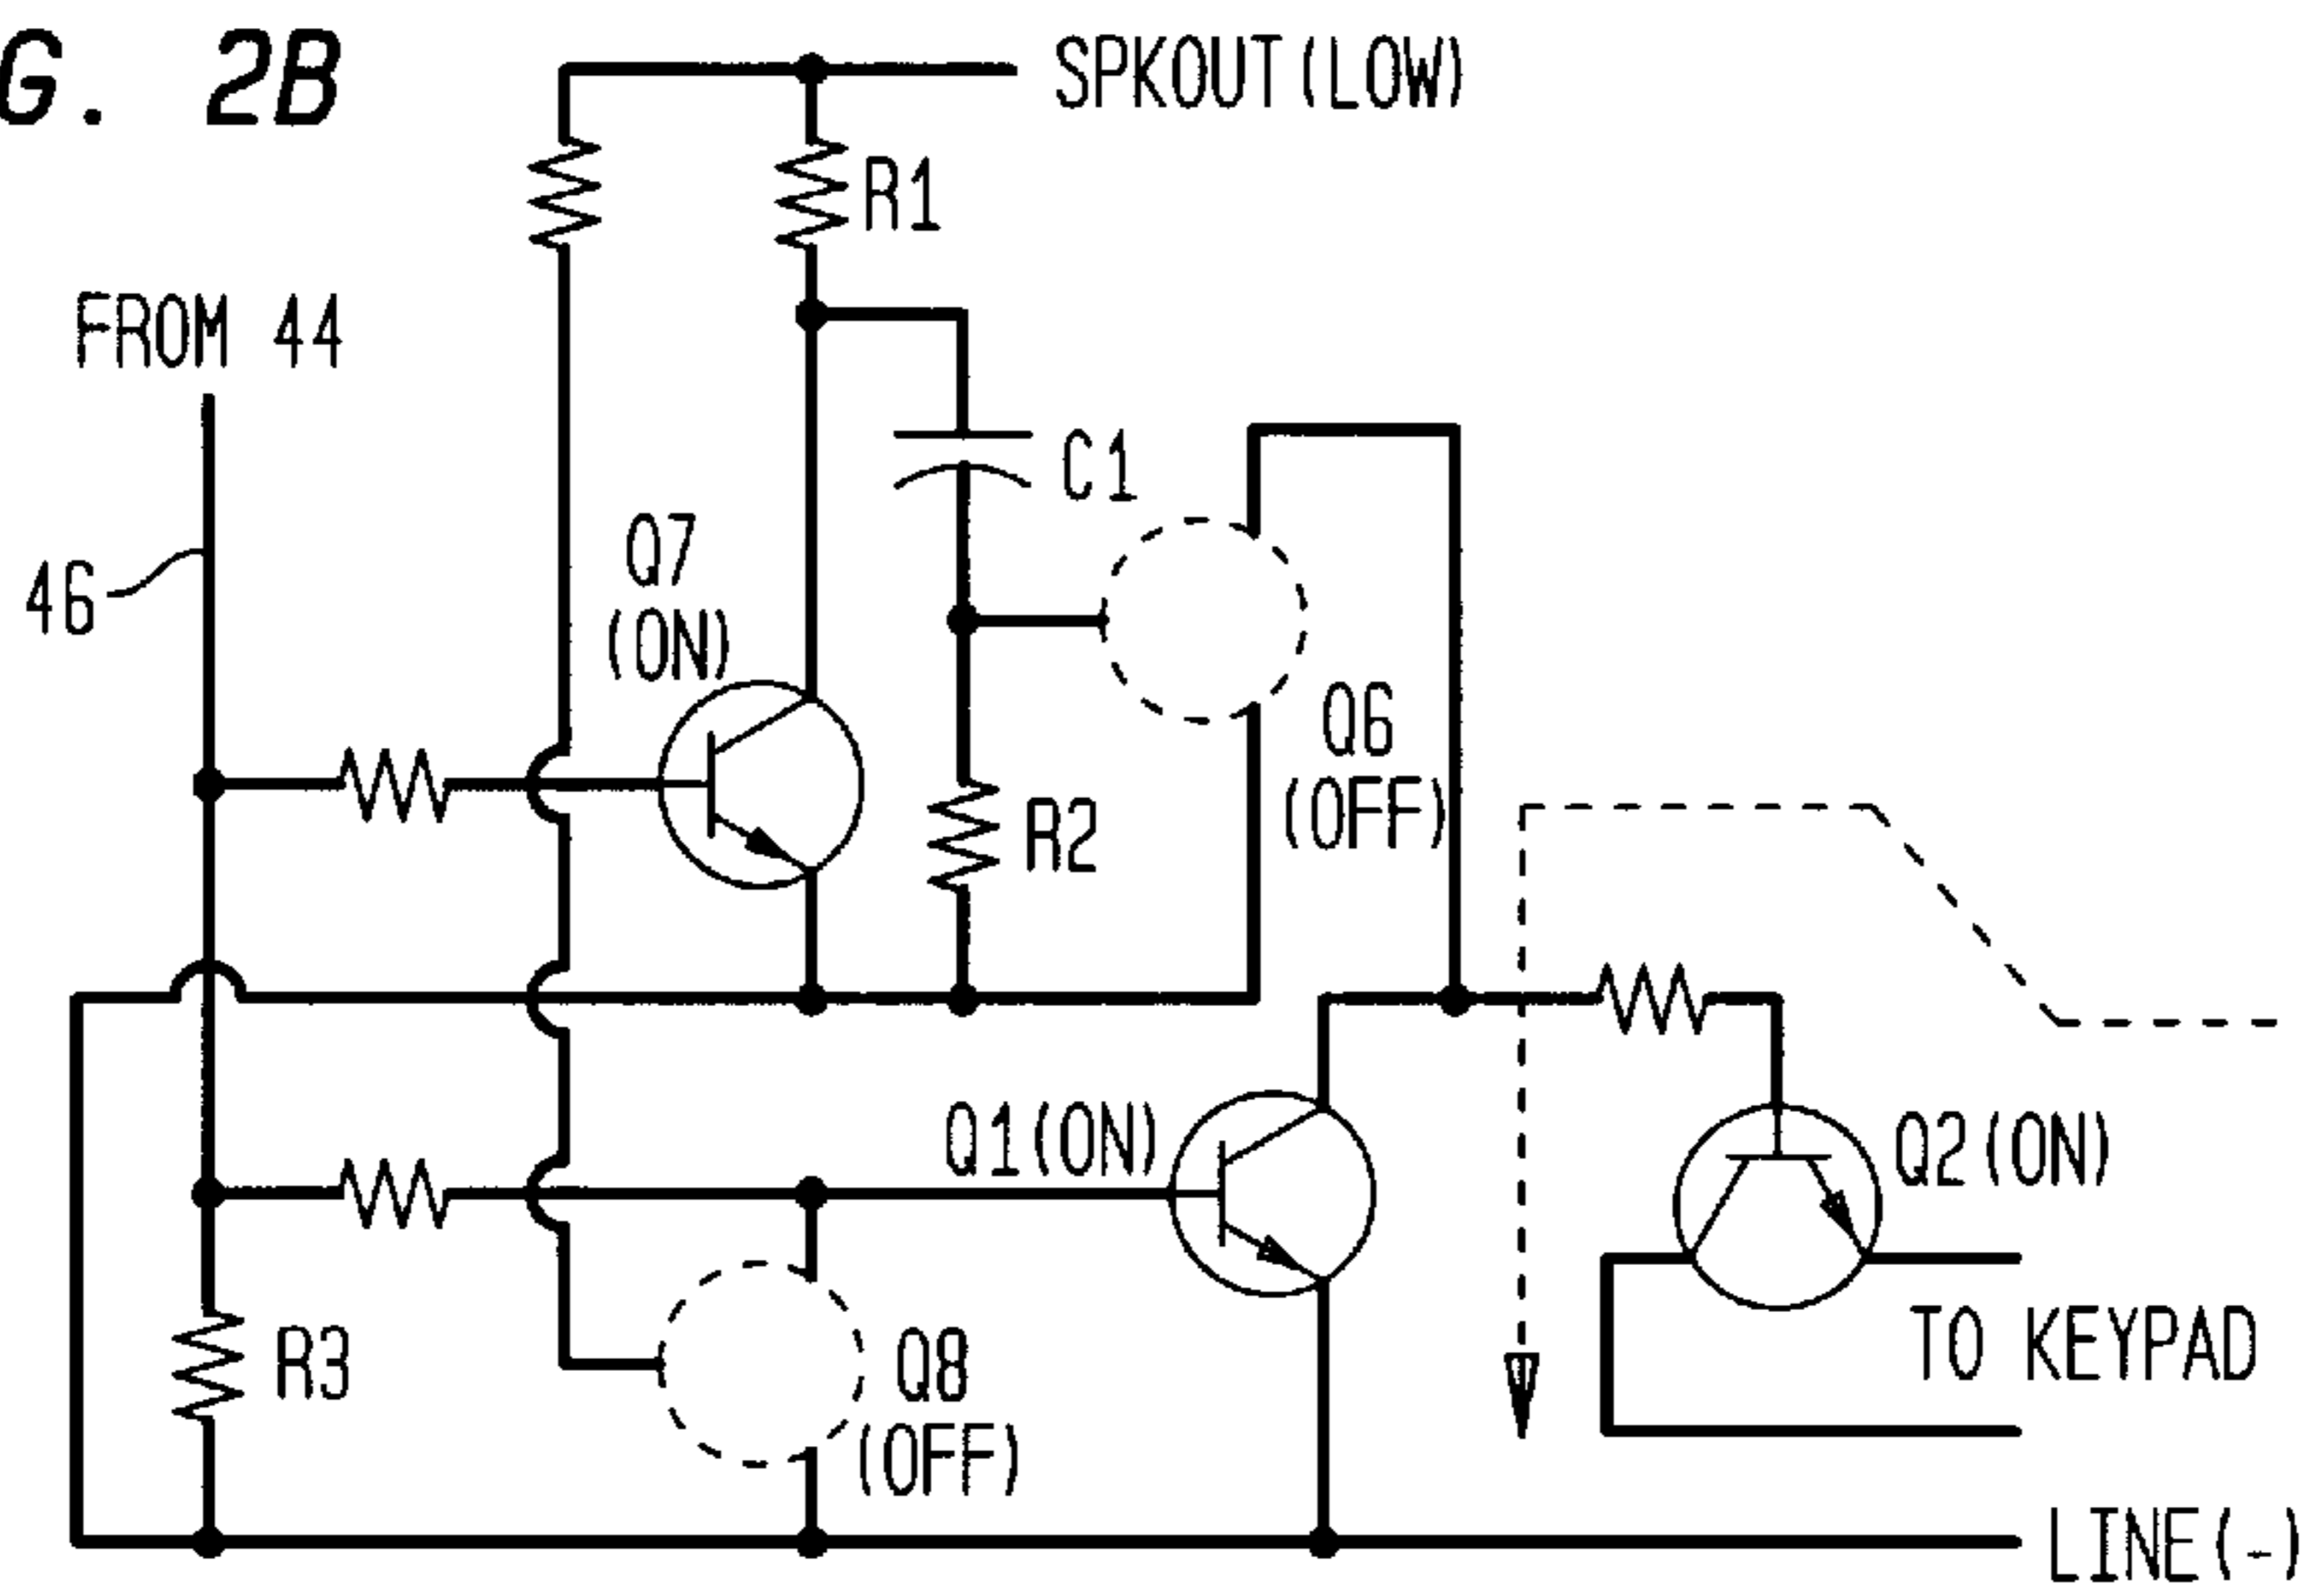 G. 2B
SPKOUT(LOW)
R1
FROM 44
C1
Q7
(ON)
46
Q6
(OFF)
R2
Q1(ON)
Q2(ON)
R3
Q8
(OFF)
TO KEYPAD
LINE(-)